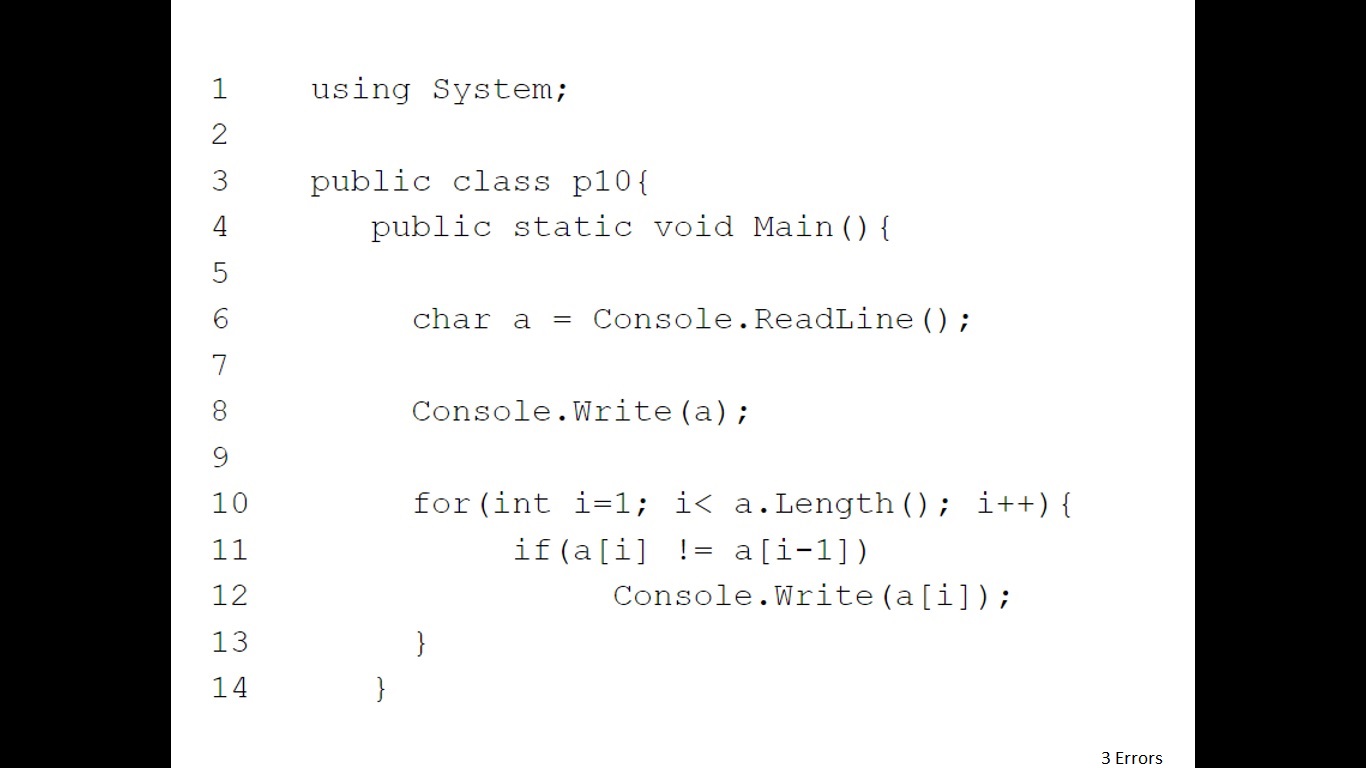 1 using System;
2
3 public class p10{
4 public static void Main(){
5
6 char a = Console.ReadLine();
7
8 Console.Write(a);
9
10 for(int i=1; i< a.Length(); i++){
11 if(a[i] != a[i-1])
12 Console.Write(a[i]);
13 }
14 }
3 Errors